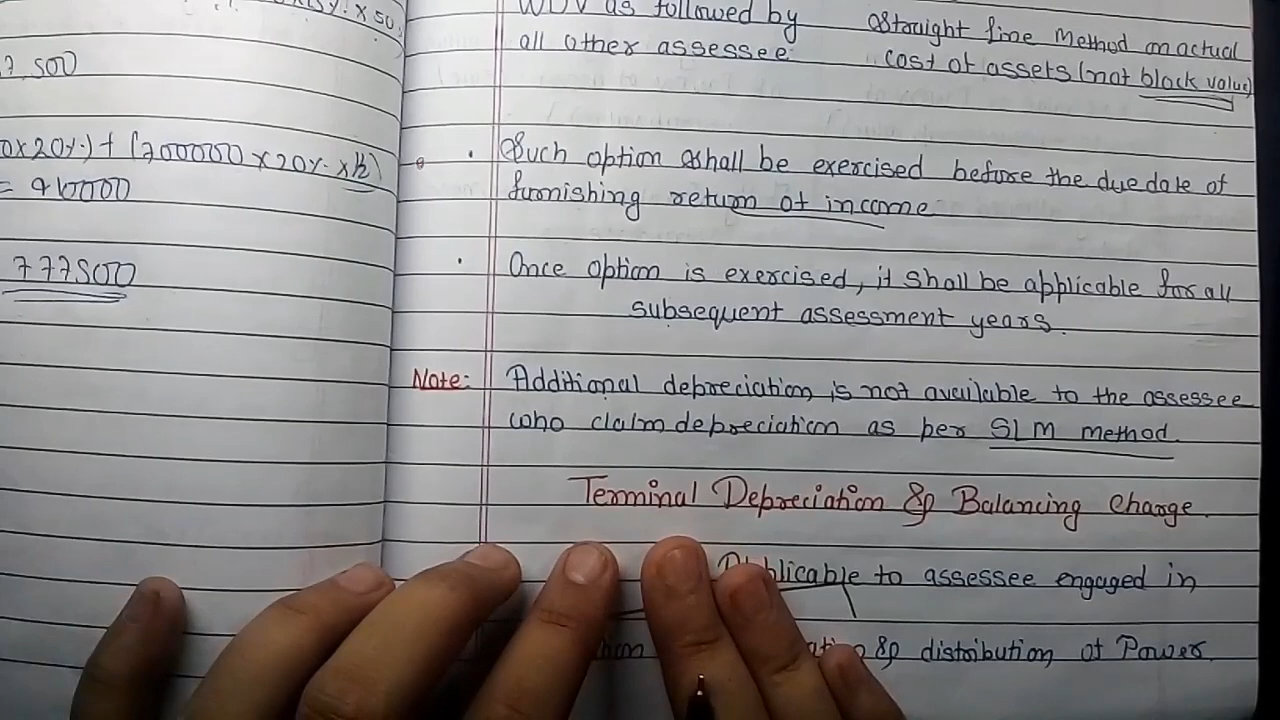 x 50
7 500
0x20%) + (700000 x 20% x ½)
= 910000
777500
WDV as followed by
Straight line Method on actual
all other assessee
cost of assets (not block value)
Such option shall be exercised before the due date of
furnishing return of income
Once option is exercised, it shall be applicable for all
subsequent assessment years.
Note: Additional depreciation is not available to the assessee
who claim depreciation as per SLM method.
Terminal Depreciation & Balancing Charge.
Applicable to assessee engaged in
& distribution of Power.